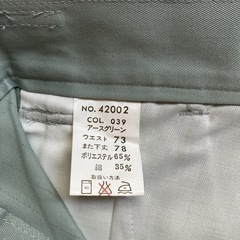 NO. 42002
COL 039
アースグリーン
ウエスト 73
また下丈 78
ポリエステル 65%
綿 35%
取扱い方法